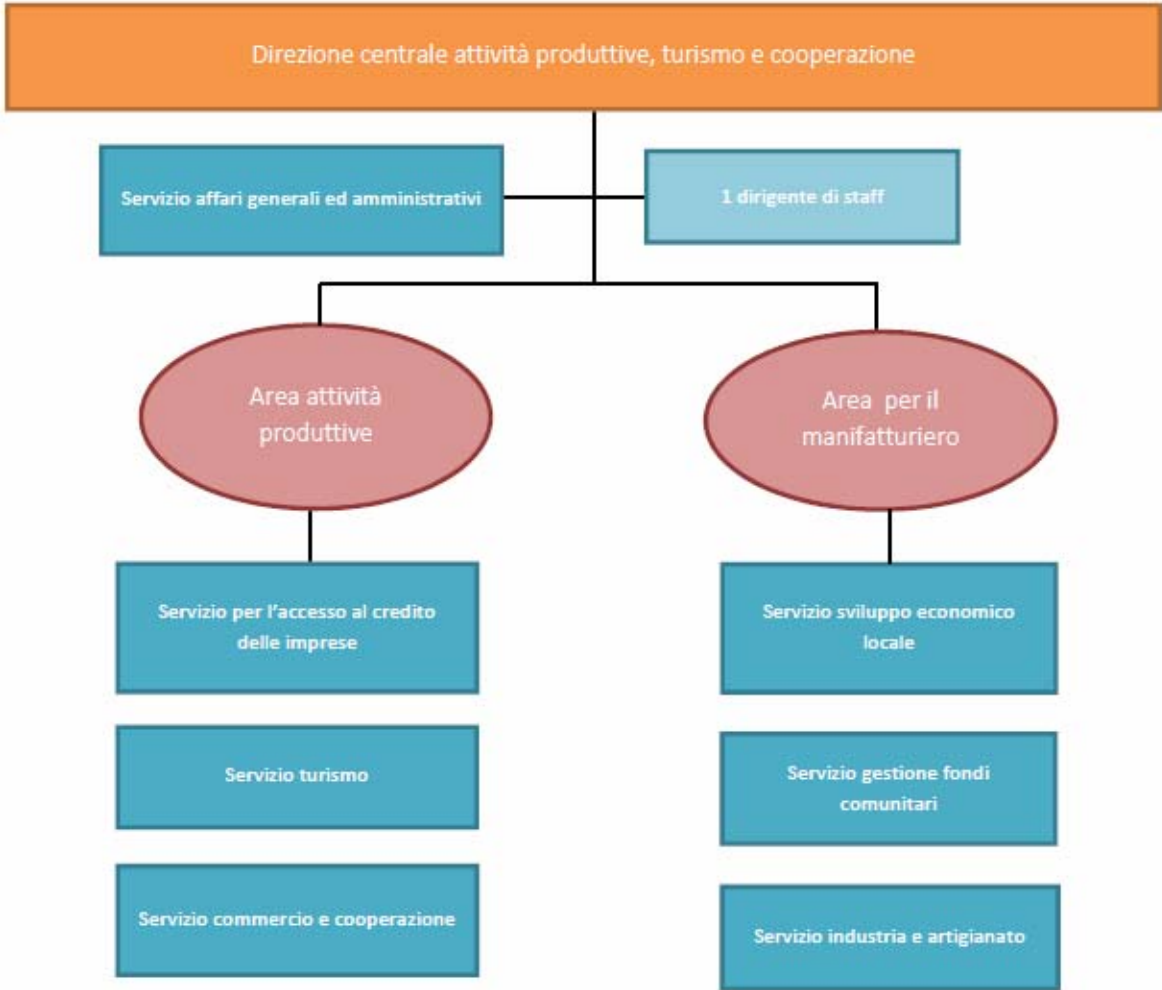 Direzione centrale attività produttive, turismo e cooperazione
Servizio affari generali ed amministrativi
1 dirigente di staff
Area attività
produttive
Area per il
manifatturiero
Servizio per l'accesso al credito
delle imprese
Servizio turismo
Servizio commercio e cooperazione
Servizio sviluppo economico
locale
Servizio gestione fondi
comunitari
Servizio industria e artigianato